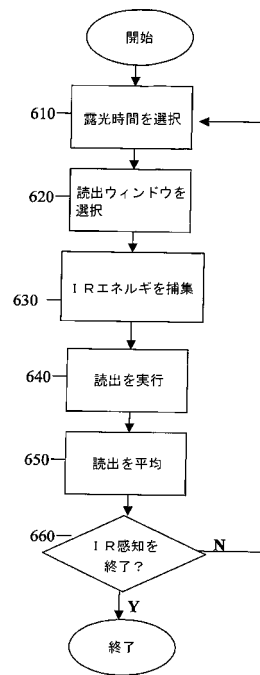 開始
610
露光時間を選択
620
読出ウィンドウを
選択
630
IRエネルギを捕集
640
読出を実行
650
読出を平均
660
IR感知を
終了?
N
Y
終了